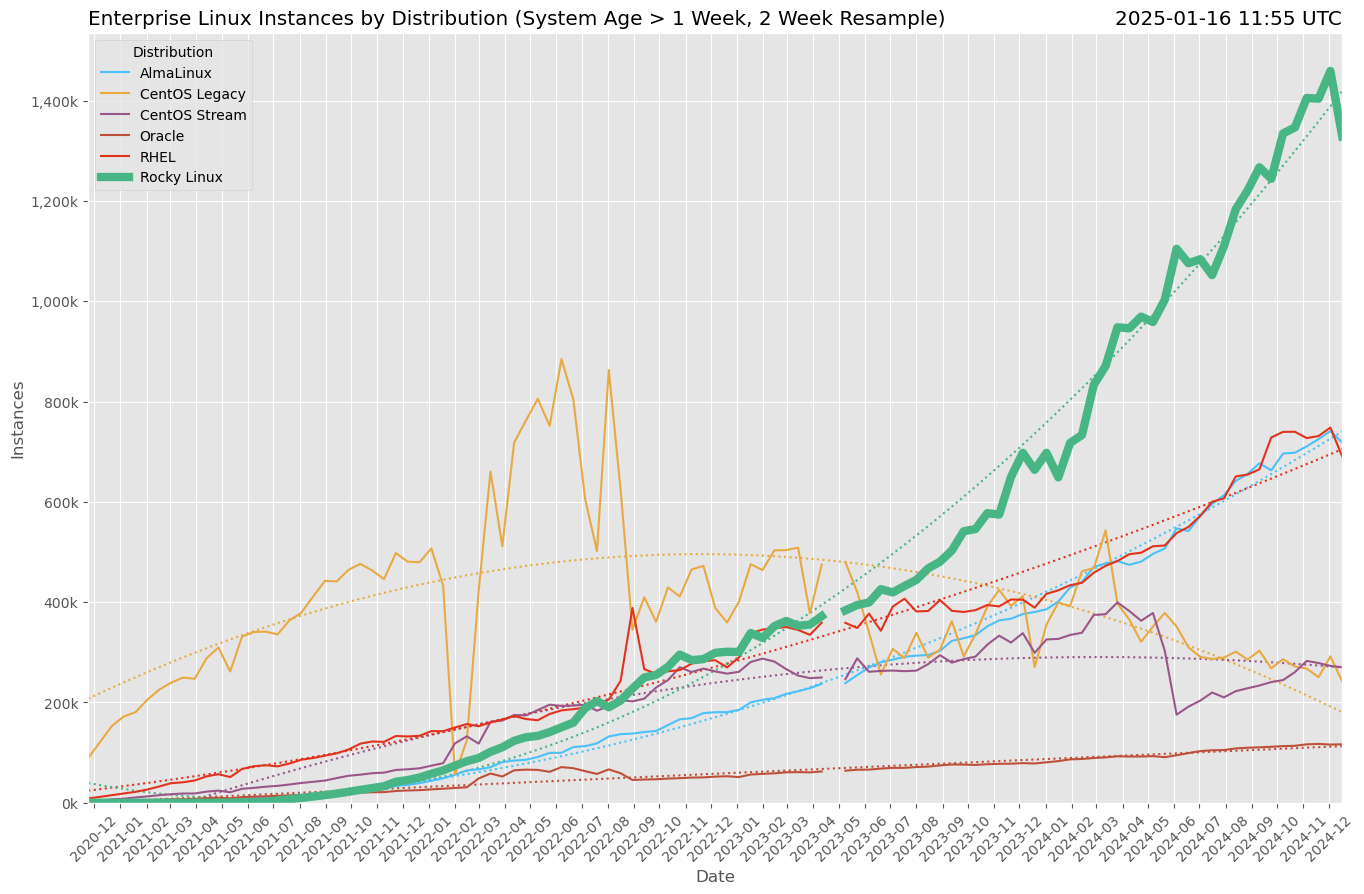 Enterprise Linux Instances by Distribution (System Age > 1 Week, 2 Week Resample) 2025-01-16 11:55 UTC
Distribution
AlmaLinux
CentOS Legacy
CentOS Stream
Oracle
RHEL
Rocky Linux
1,400k
1,200k
1,000k
800k
600k
400k
200k
0k
Instances
2020-12
2021-01
2021-02
2021-03
2021-04
2021-05
2021-06
2021-07
2021-08
2021-09
2021-10
2021-11
2021-12
2022-01
2022-02
2022-03
2022-04
2022-05
2022-06
2022-07
2022-08
2022-09
2022-10
2022-11
2022-12
2023-01
2023-02
2023-03
2023-04
2023-05
2023-06
2023-07
2023-08
2023-09
2023-10
2023-11
2023-12
2024-01
2024-02
2024-03
2024-04
2024-05
2024-06
2024-07
2024-08
2024-09
2024-10
2024-11
2024-12
Date